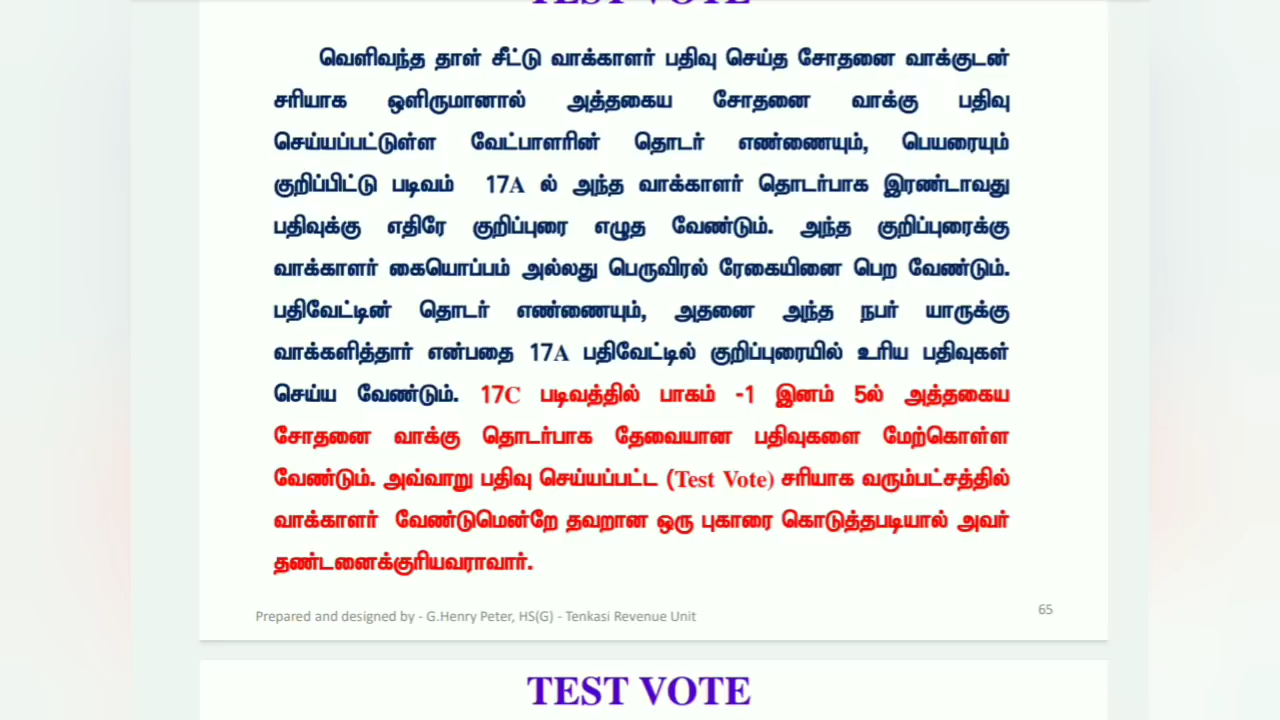 TEST VOTE
வெளிவந்த தாள் சீட்டு வாக்காளர் பதிவு செய்த சோதனை வாக்குடன்
சரியாக ஒளிருமானால் அத்தகைய சோதனை வாக்கு பதிவு
செய்யப்பட்டுள்ள வேட்பாளரின் தொடர் எண்ணையும், பெயரையும்
குறிப்பிட்டு படிவம் 17A ல் அந்த வாக்காளர் தொடர்பாக இரண்டாவது
பதிவுக்கு எதிரே குறிப்புரை எழுத வேண்டும். அந்த குறிப்புரைக்கு
வாக்காளர் கையொப்பம் அல்லது பெருவிரல் ரேகையினை பெற வேண்டும்.
பதிவேட்டின் தொடர் எண்ணையும், அதனை அந்த நபர் யாருக்கு
வாக்களித்தார் என்பதை 17A பதிவேட்டில் குறிப்புரையில் உரிய பதிவுகள்
செய்ய வேண்டும். 17C படிவத்தில் பாகம் -1 இனம் 5ல் அத்தகைய
சோதனை வாக்கு தொடர்பாக தேவையான பதிவுகளை மேற்கொள்ள
வேண்டும். அவ்வாறு பதிவு செய்யப்பட்ட (Test Vote) சரியாக வரும்பட்சத்தில்
வாக்காளர் வேண்டுமென்றே தவறான ஒரு புகாரை கொடுத்தபடியால் அவர்
தண்டனைக்குரியவராவார்.
Prepared and designed by - G.Henry Peter, HS(G) - Tenkasi Revenue Unit
65
TEST VOTE